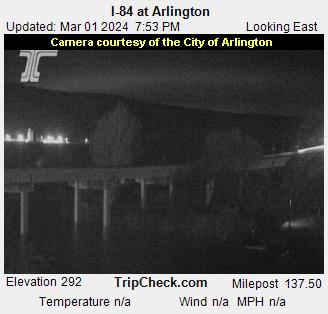 I-84 at Arlington
Updated: Mar 01 2024 7:53 PM Looking East
Camera courtesy of the City of Arlington
Elevation 292 TripCheck.com Milepost 137.50
Temperature n/a Wind n/a MPH n/a